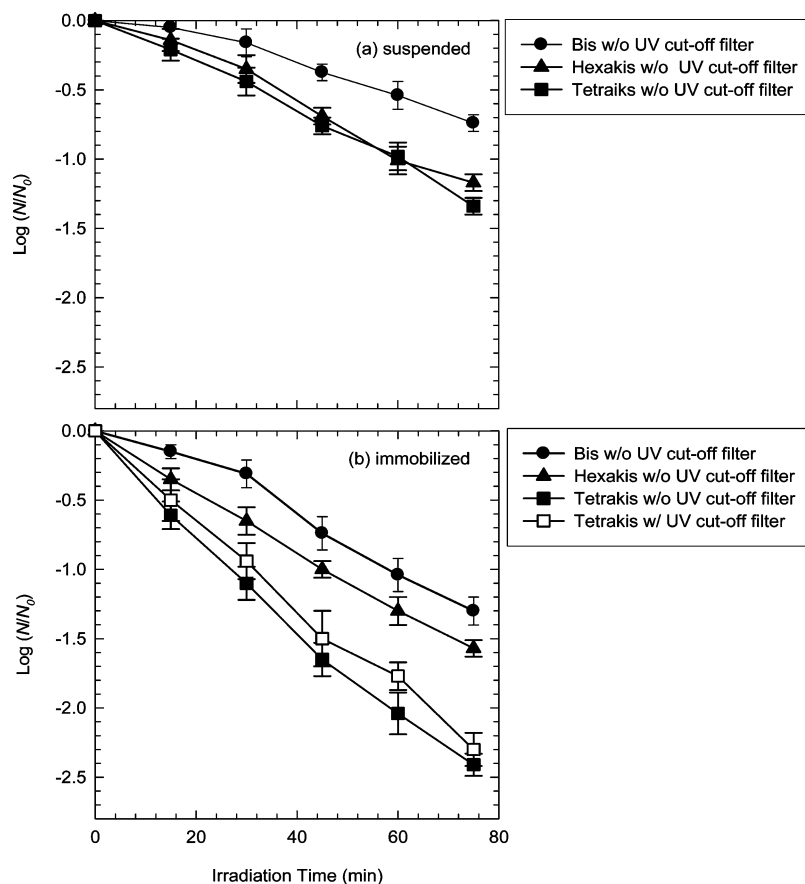 0.0
-0.5
-1.0
-1.5
-2.0
-2.5
Log (N/N0)
(a) suspended
Bis w/o UV cut-off filter
Hexakis w/o UV cut-off filter
Tetraiks w/o UV cut-off filter
0.0
-0.5
-1.0
-1.5
-2.0
-2.5
Log (N/N0)
(b) immobilized
Bis w/o UV cut-off filter
Hexakis w/o UV cut-off filter
Tetrakis w/o UV cut-off filter
Tetrakis w/ UV cut-off filter
0 20 40 60 80
Irradiation Time (min)